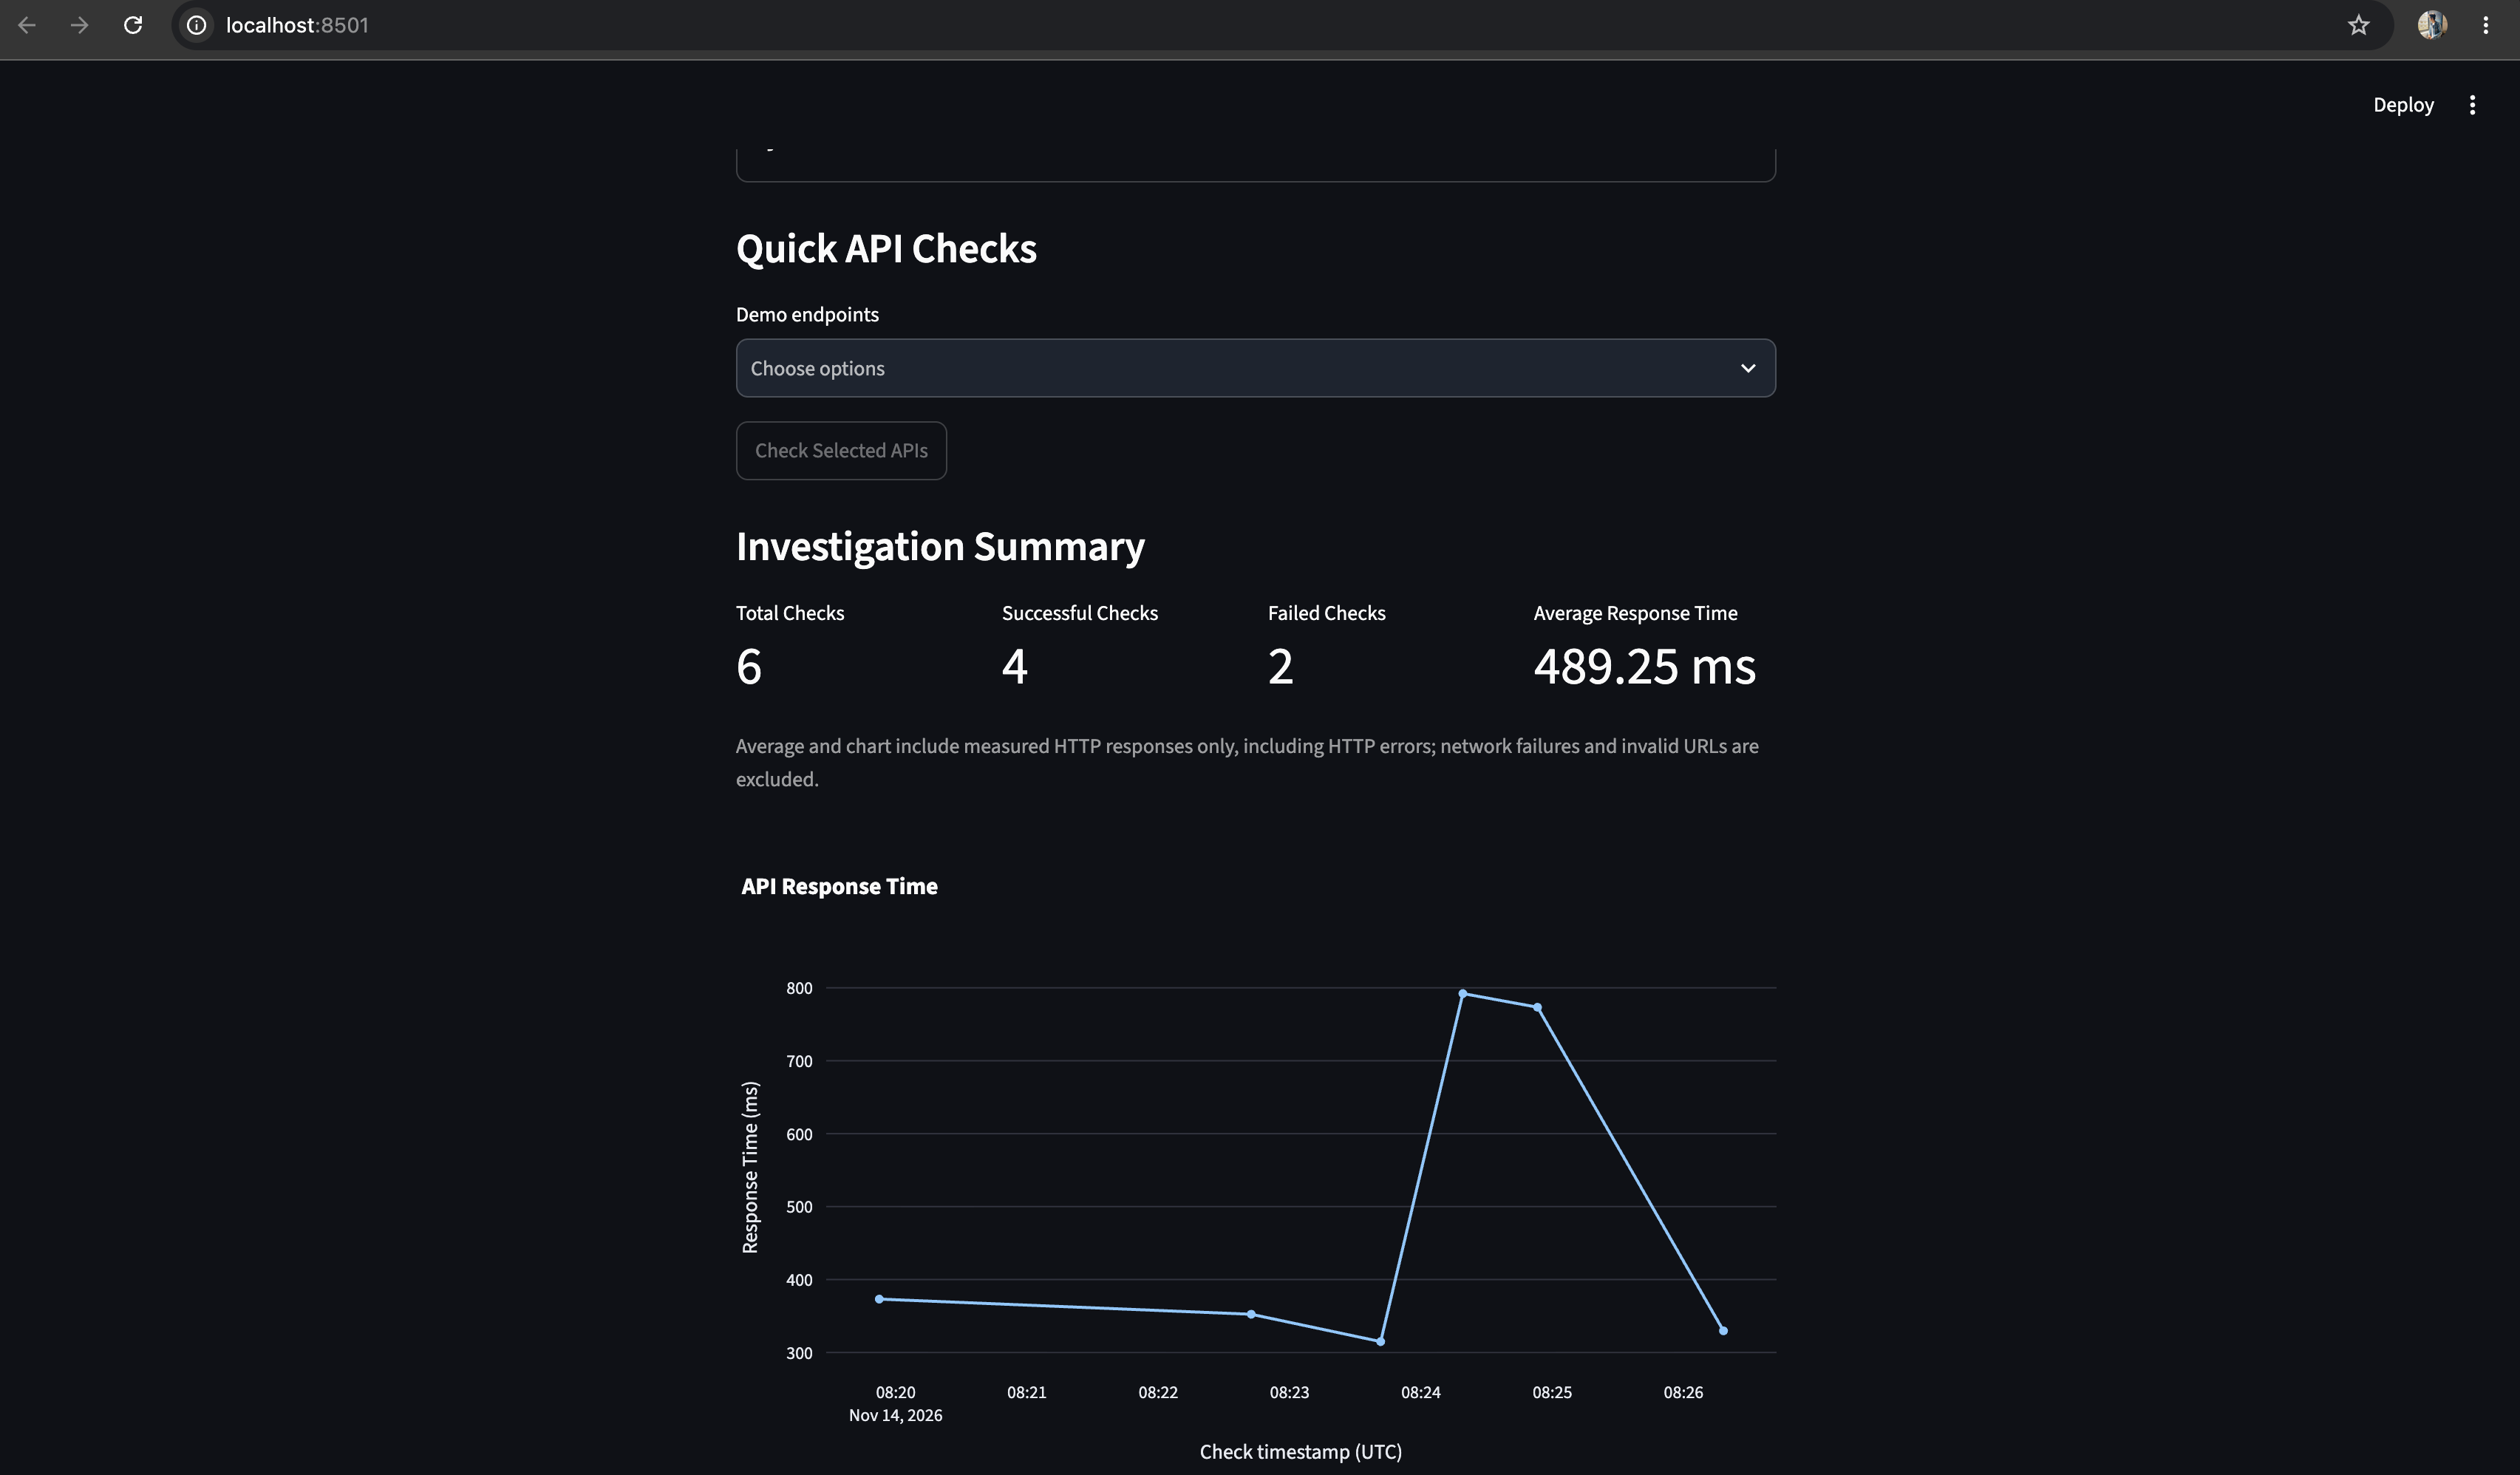 localhost:8501
Deploy
Quick API Checks
Demo endpoints
Choose options
Check Selected APIs
Investigation Summary
Total Checks
6
Successful Checks
4
Failed Checks
2
Average Response Time
489.25 ms
Average and chart include measured HTTP responses only, including HTTP errors; network failures and invalid URLs are
excluded.
API Response Time
Response Time (ms)
800
700
600
500
400
300
08:20
08:21
08:22
08:23
08:24
08:25
08:26
Nov 14, 2026
Check timestamp (UTC)